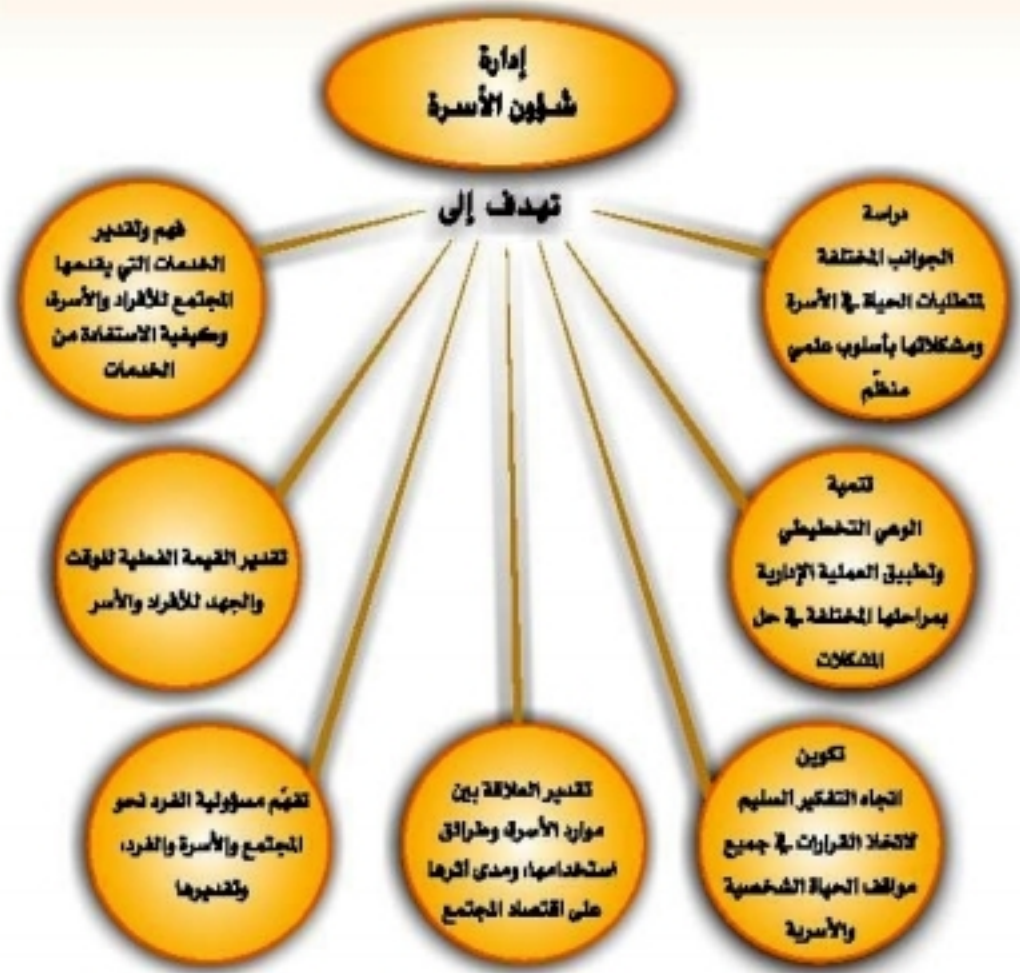 إدارة
شؤون الأسرة
تهدف إلى
دراسة
الجوانب المختلفة
لمتطلبات الحياة في الأسرة
ومشكلاتها بأسلوب علمي
منظّم
تنمية
الوعي التخطيطي
وتطبيق العملية الإدارية
بمراحلها المختلفة في حل
المشكلات
تكوين
اتجاه التفكير السليم
لاتخاذ القرارات في جميع
مواقف الحياة الشخصية
والأسرية
تقدير العلاقة بين
موارد الأسرة، وطرائق
استخدامها، ومدى أثرها
على اقتصاد المجتمع
تفهّم مسؤولية الفرد نحو
المجتمع والأسرة والفرد،
وتقديرها
تقدير القيمة الفعلية للوقت
والجهد للأفراد والأسر
فهم وتقدير
الخدمات التي يقدمها
المجتمع للأفراد والأسرة،
وكيفية الاستفادة من
الخدمات